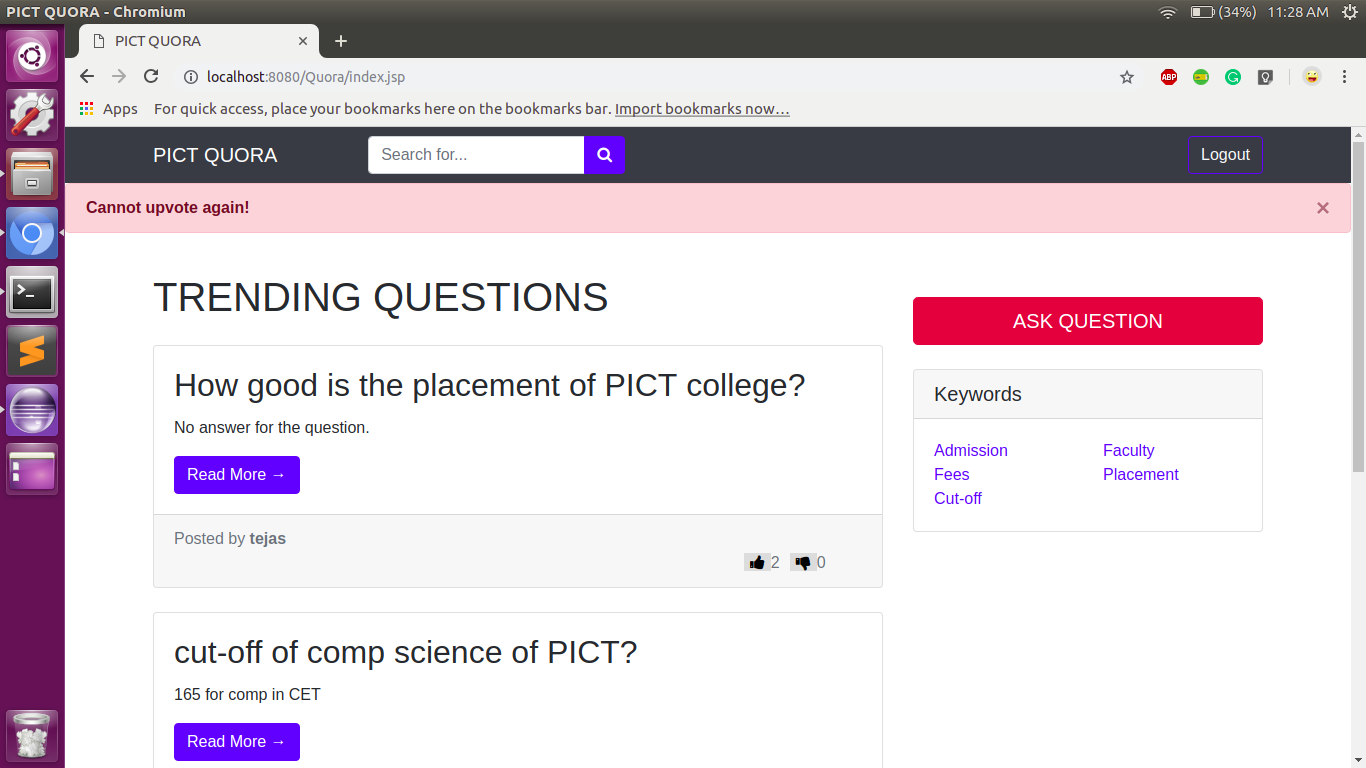 PICT QUORA - Chromium
(34%) 11:28 AM
PICT QUORA
localhost:8080/Quora/index.jsp
ABP
Apps For quick access, place your bookmarks here on the bookmarks bar. Import bookmarks now…
PICT QUORA Search for... Logout
Cannot upvote again!
TRENDING QUESTIONS
How good is the placement of PICT college?
No answer for the question.
Read More →
Posted by tejas
2 0
cut-off of comp science of PICT?
165 for comp in CET
Read More →
ASK QUESTION
Keywords
Admission Faculty
Fees Placement
Cut-off